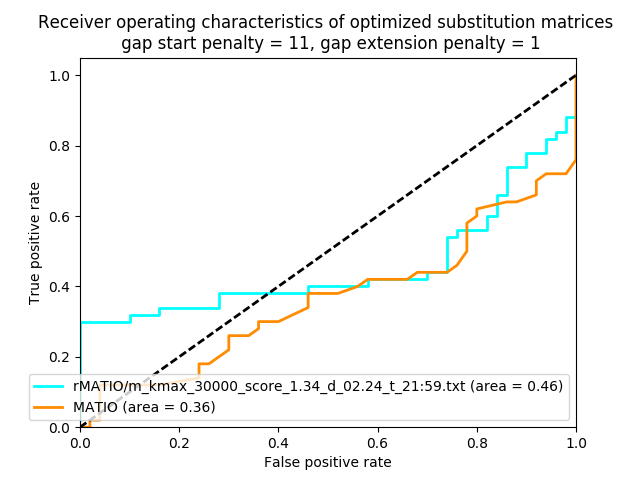 Receiver operating characteristics of optimized substitution matrices
gap start penalty = 11, gap extension penalty = 1
1.0
0.8
0.6
0.4
0.2
0.0
True positive rate
rMATIO/m_kmax_30000_score_1.34_d_02.24_t_21:59.txt (area = 0.46)
MATIO (area = 0.36)
0.0 0.2 0.4 0.6 0.8 1.0
False positive rate